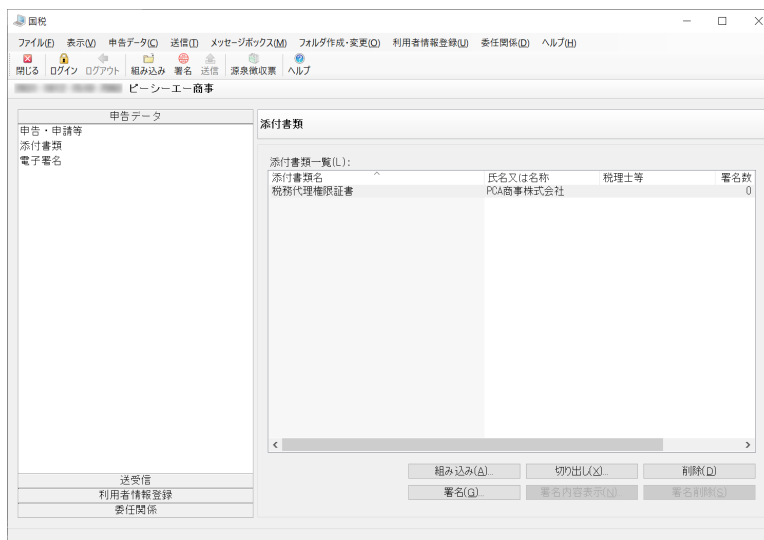 国税
ファイル(F) 表示(V) 申告データ(C) 送信(T) メッセージボックス(M) フォルダ作成・変更(O) 利用者情報登録(U) 委任関係(D) ヘルプ(H)
閉じる ログイン ログアウト 組み込み 署名 送信 源泉徴収票 ヘルプ
ピーシーエー商事
申告データ
申告・申請等
添付書類
電子署名
送受信
利用者情報登録
委任関係
添付書類
添付書類一覧(L):
添付書類名 氏名又は名称 税理士等 署名数
税務代理権限証書 PCA商事株式会社 0
組み込み(A)... 切り出し(X)... 削除(D)
署名(G)... 署名内容表示(N) 署名削除(S)